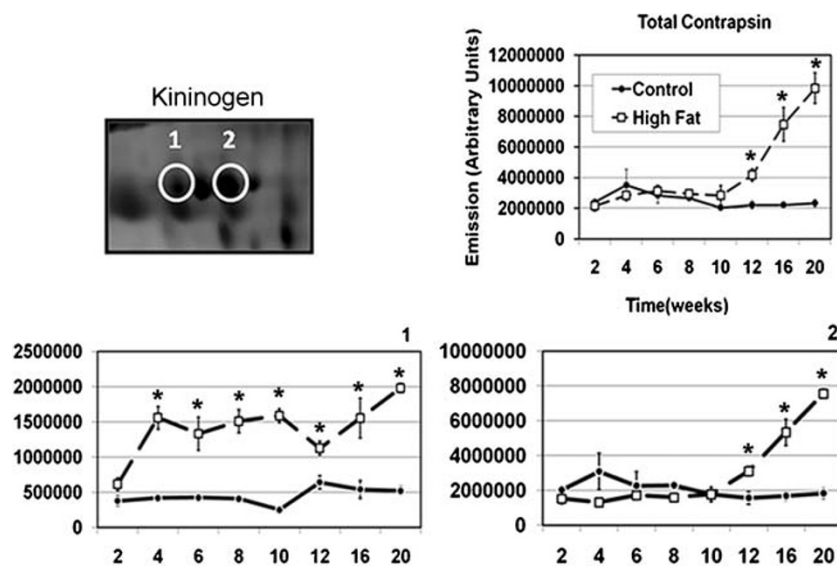 Kininogen
1 2
Total Contrapsin
Emission (Arbitrary Units)
12000000
10000000
8000000
6000000
4000000
2000000
0
Control
High Fat
* * *
2 4 6 8 10 12 16 20
Time(weeks)
1
2500000
2000000
1500000
1000000
500000
0
* * * * * * *
2 4 6 8 10 12 16 20
2
10000000
8000000
6000000
4000000
2000000
0
* * *
2 4 6 8 10 12 16 20